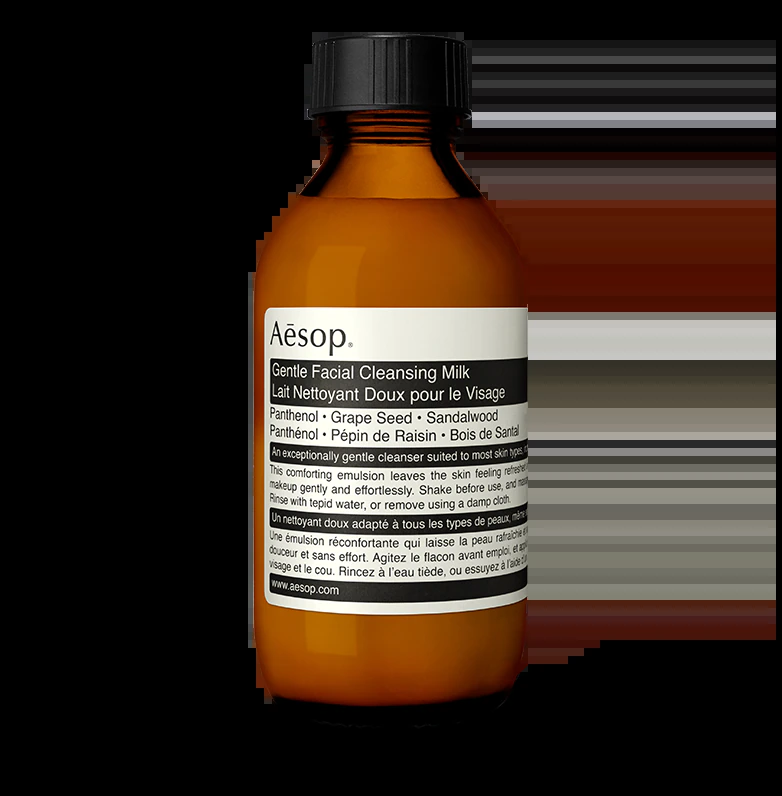 Aēsop®
Gentle Facial Cleansing Milk
Lait Nettoyant Doux pour le Visage
Panthenol • Grape Seed • Sandalwood
Panthénol • Pépin de Raisin • Bois de Santal
An exceptionally gentle cleanser suited to most skin types,
This comforting emulsion leaves the skin feeling refreshed
makeup gently and effortlessly. Shake before use, and
Rinse with tepid water, or remove using a damp cloth.
Un nettoyant doux adapté à tous les types de peaux, même
Une émulsion réconfortante qui laisse la peau rafraîchie
douceur et sans effort. Agitez le flacon avant emploi, et
visage et le cou. Rincez à l'eau tiède, ou essuyez à l'aide
www.aesop.com